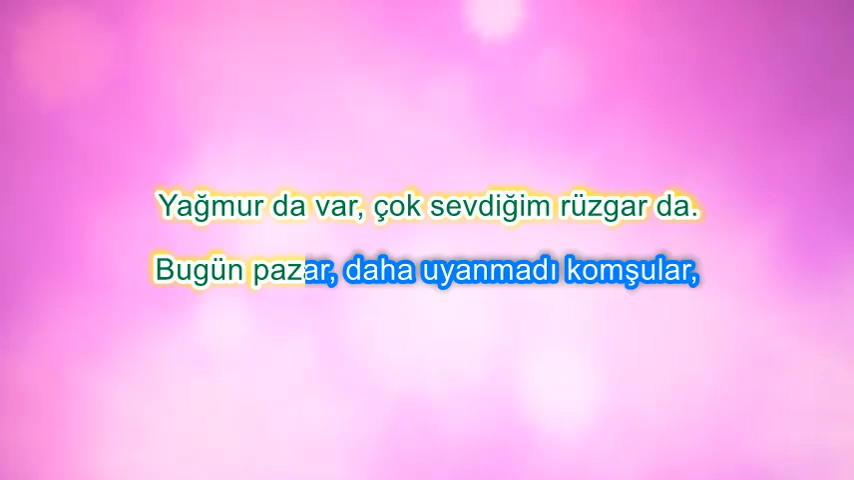 Yağmur da var, çok sevdiğim rüzgar da.
Bugün pazar, daha uyanmadı komşular,